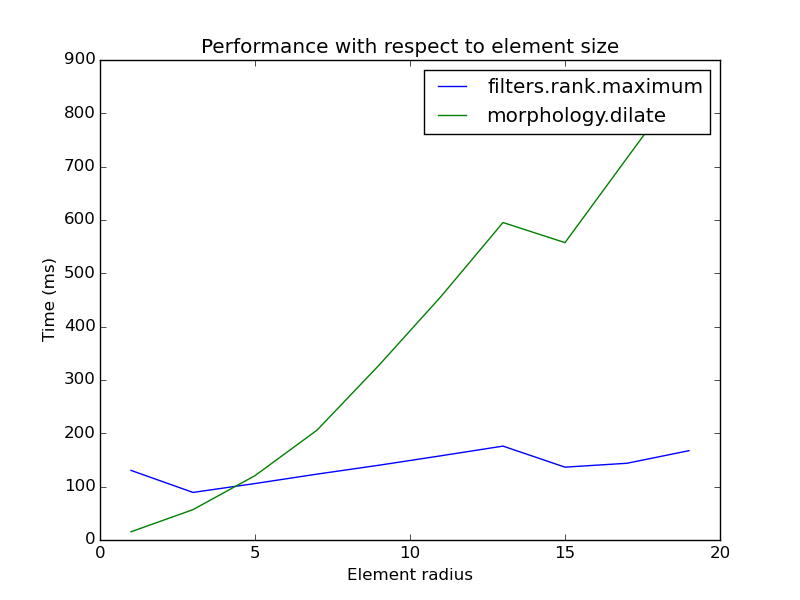 Performance with respect to element size
filters.rank.maximum
morphology.dilate
900
800
700
600
500
400
300
200
100
0
Time (ms)
0 5 10 15 20
Element radius